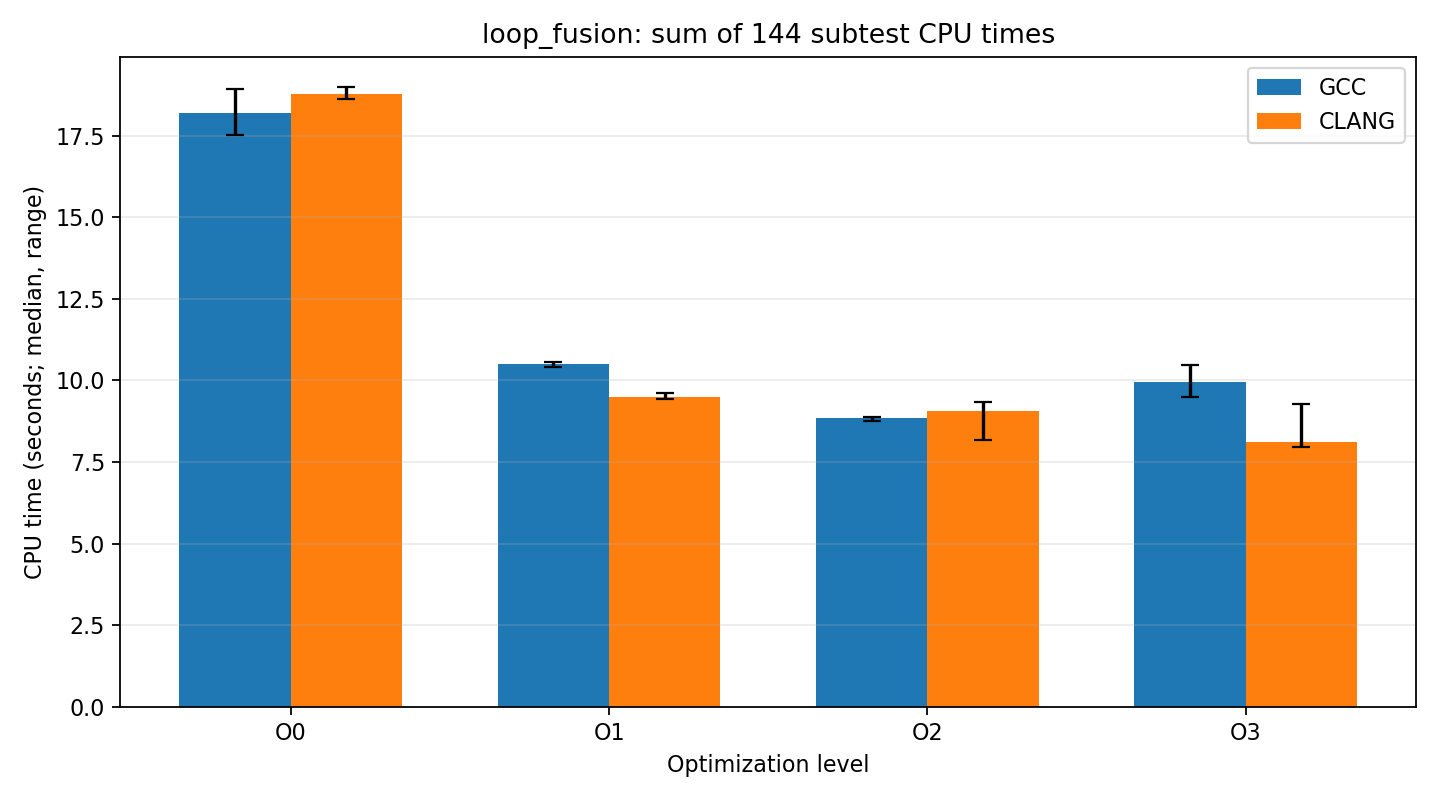 loop_fusion: sum of 144 subtest CPU times
GCC
CLANG
CPU time (seconds; median, range)
17.5
15.0
12.5
10.0
7.5
5.0
2.5
0.0
O0
O1
O2
O3
Optimization level